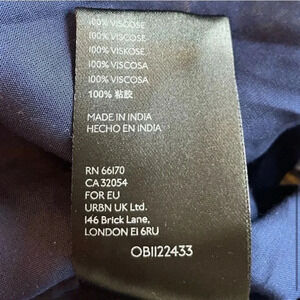 100% VISCOSE
100% VISCOSE
100% VISKOSE
100% VISCOSA
100% VISCOSA
100% 粘胶
MADE IN INDIA
HECHO EN INDIA
RN 66170
CA 32054
FOR EU
URBN UK Ltd.
146 Brick Lane,
LONDON E1 6RU
OB1122433